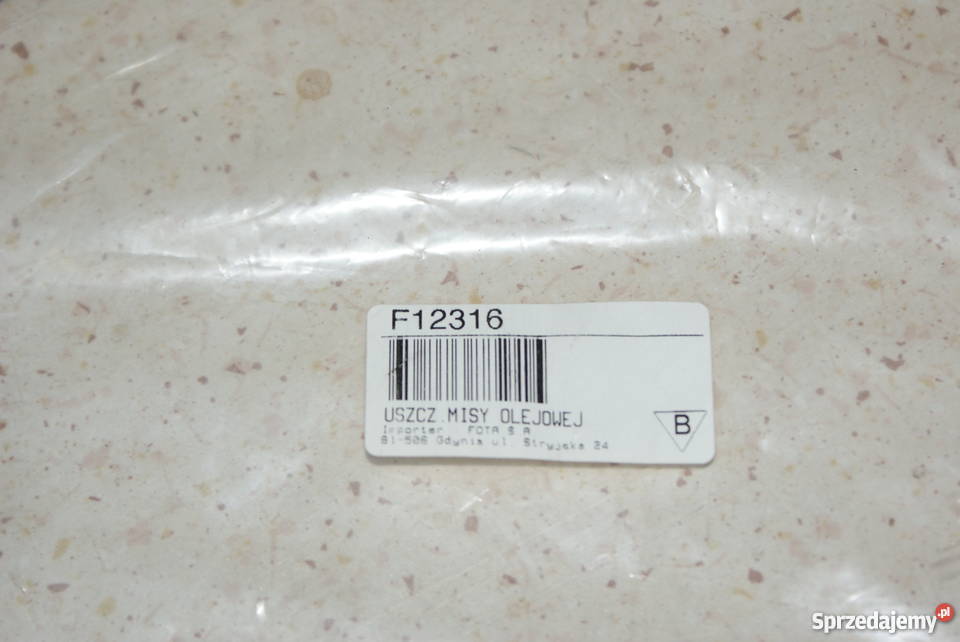 F12316
USZCZ.MISY OLEJOWEJ
Importer FOTA S A
81-506 Gdynia ul. Stryjska 24
B
Sprzedajemy.pl